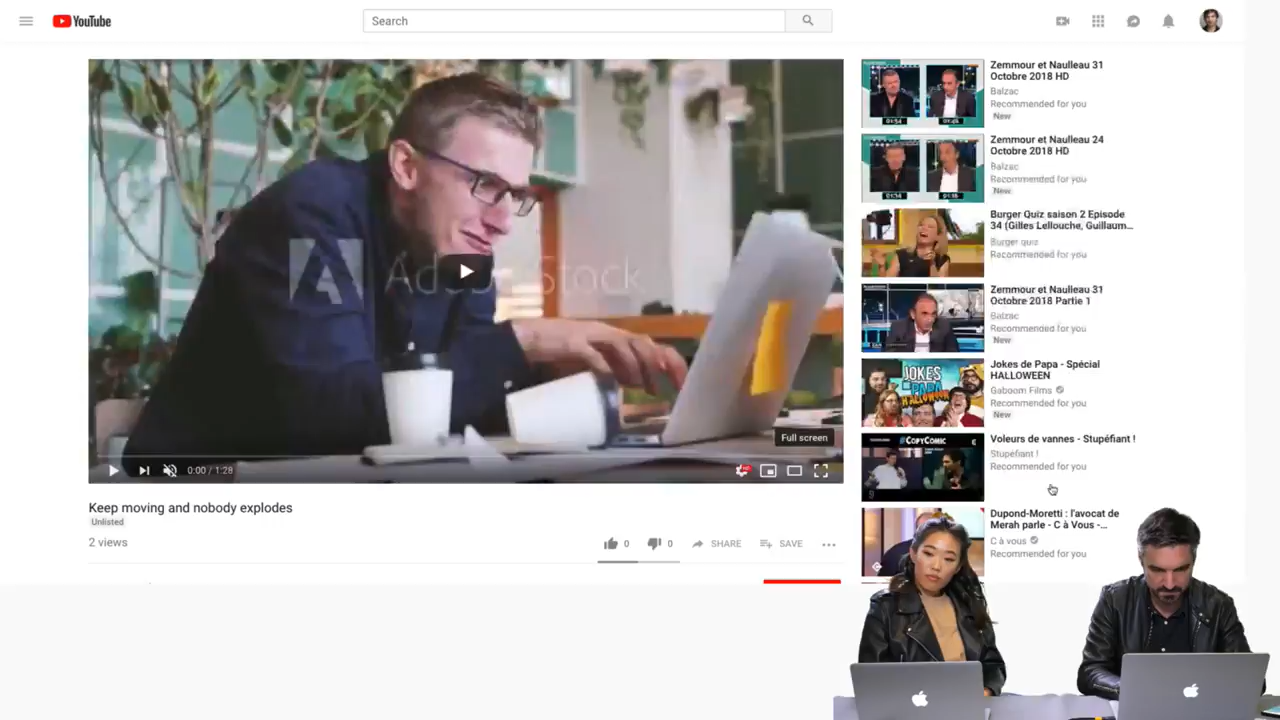 YouTube
Search
Adobe Stock
Full screen
0:00 / 1:28
Keep moving and nobody explodes
Unlisted
2 views
0
0
SHARE
SAVE
Zemmour et Naulleau 31
Octobre 2018 HD
Balzac
Recommended for you
New
Zemmour et Naulleau 24
Octobre 2018 HD
Balzac
Recommended for you
New
Burger Quiz saison 2 Episode
34 (Gilles Lellouche, Guillaum...
Burger quiz
Recommended for you
Zemmour et Naulleau 31
Octobre 2018 Partie 1
Balzac
Recommended for you
New
JOKES
de PAPA
HALLOWEEN
Jokes de Papa - Spécial
HALLOWEEN
Gaboom Films
Recommended for you
New
#COPYCOMIC
Voleurs de vannes - Stupéfiant !
Stupéfiant !
Recommended for you
Dupond-Moretti : l'avocat de
Merah parle - C à Vous -...
C à vous
Recommended for you